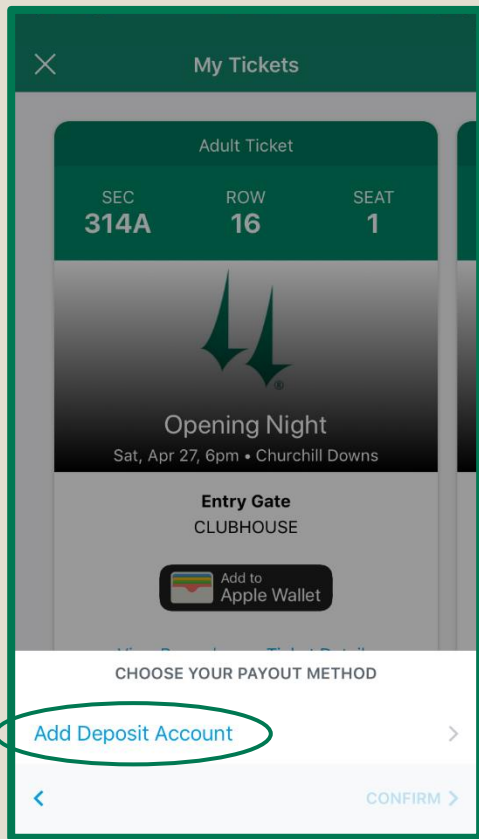 My Tickets
Adult Ticket
SEC ROW SEAT
314A 16 1
®
Opening Night
Sat, Apr 27, 6pm • Churchill Downs
Entry Gate
CLUBHOUSE
Add to
Apple Wallet
CHOOSE YOUR PAYOUT METHOD
Add Deposit Account
CONFIRM